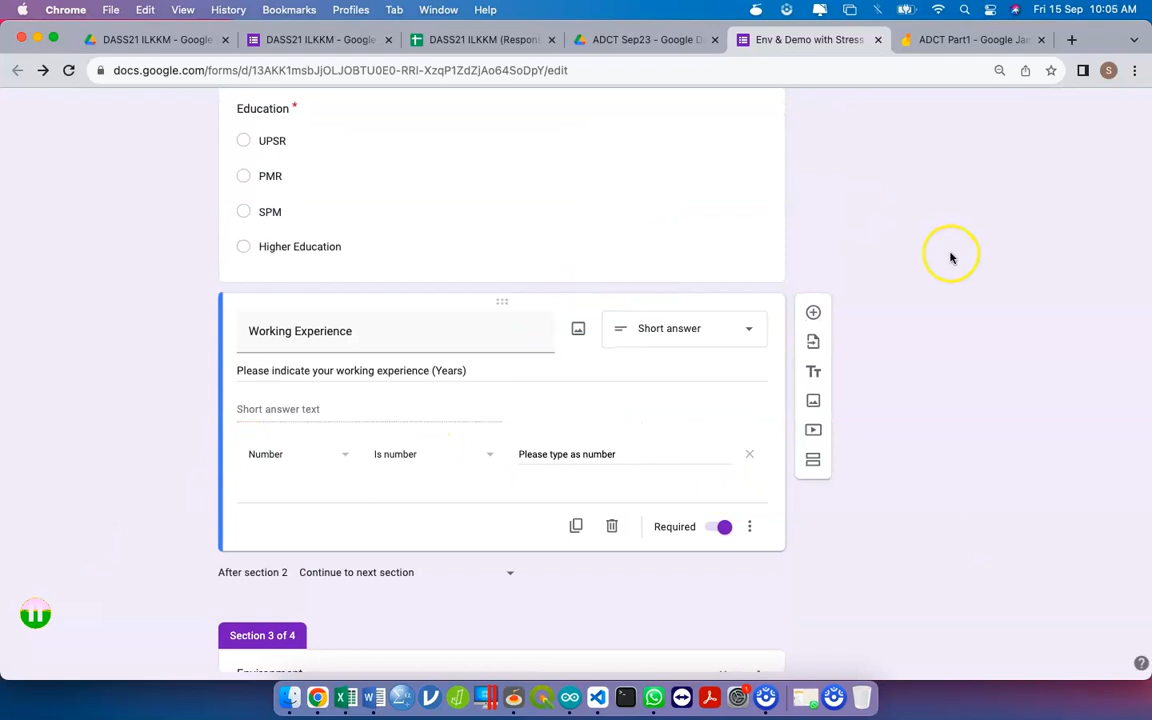 Chrome File Edit View History Bookmarks Profiles Tab Window Help Fri 15 Sep 10:05 AM
DASS21 ILKKM - Google DASS21 ILKKM - Google DASS21 ILKKM (Respon ADCT Sep23 - Google D Env & Demo with Stress ADCT Part1 - Google Ja
docs.google.com/forms/d/13AKK1msbJjOLJOBTU0E0-RRI-XzqP1ZdZjAo64SoDpY/edit S
Education *
UPSR
PMR
SPM
Higher Education
Working Experience Short answer
Please indicate your working experience (Years)
Tт
Short answer text
Number Is number Please type as number
Required
After section 2 Continue to next section
Section 3 of 4
Environment